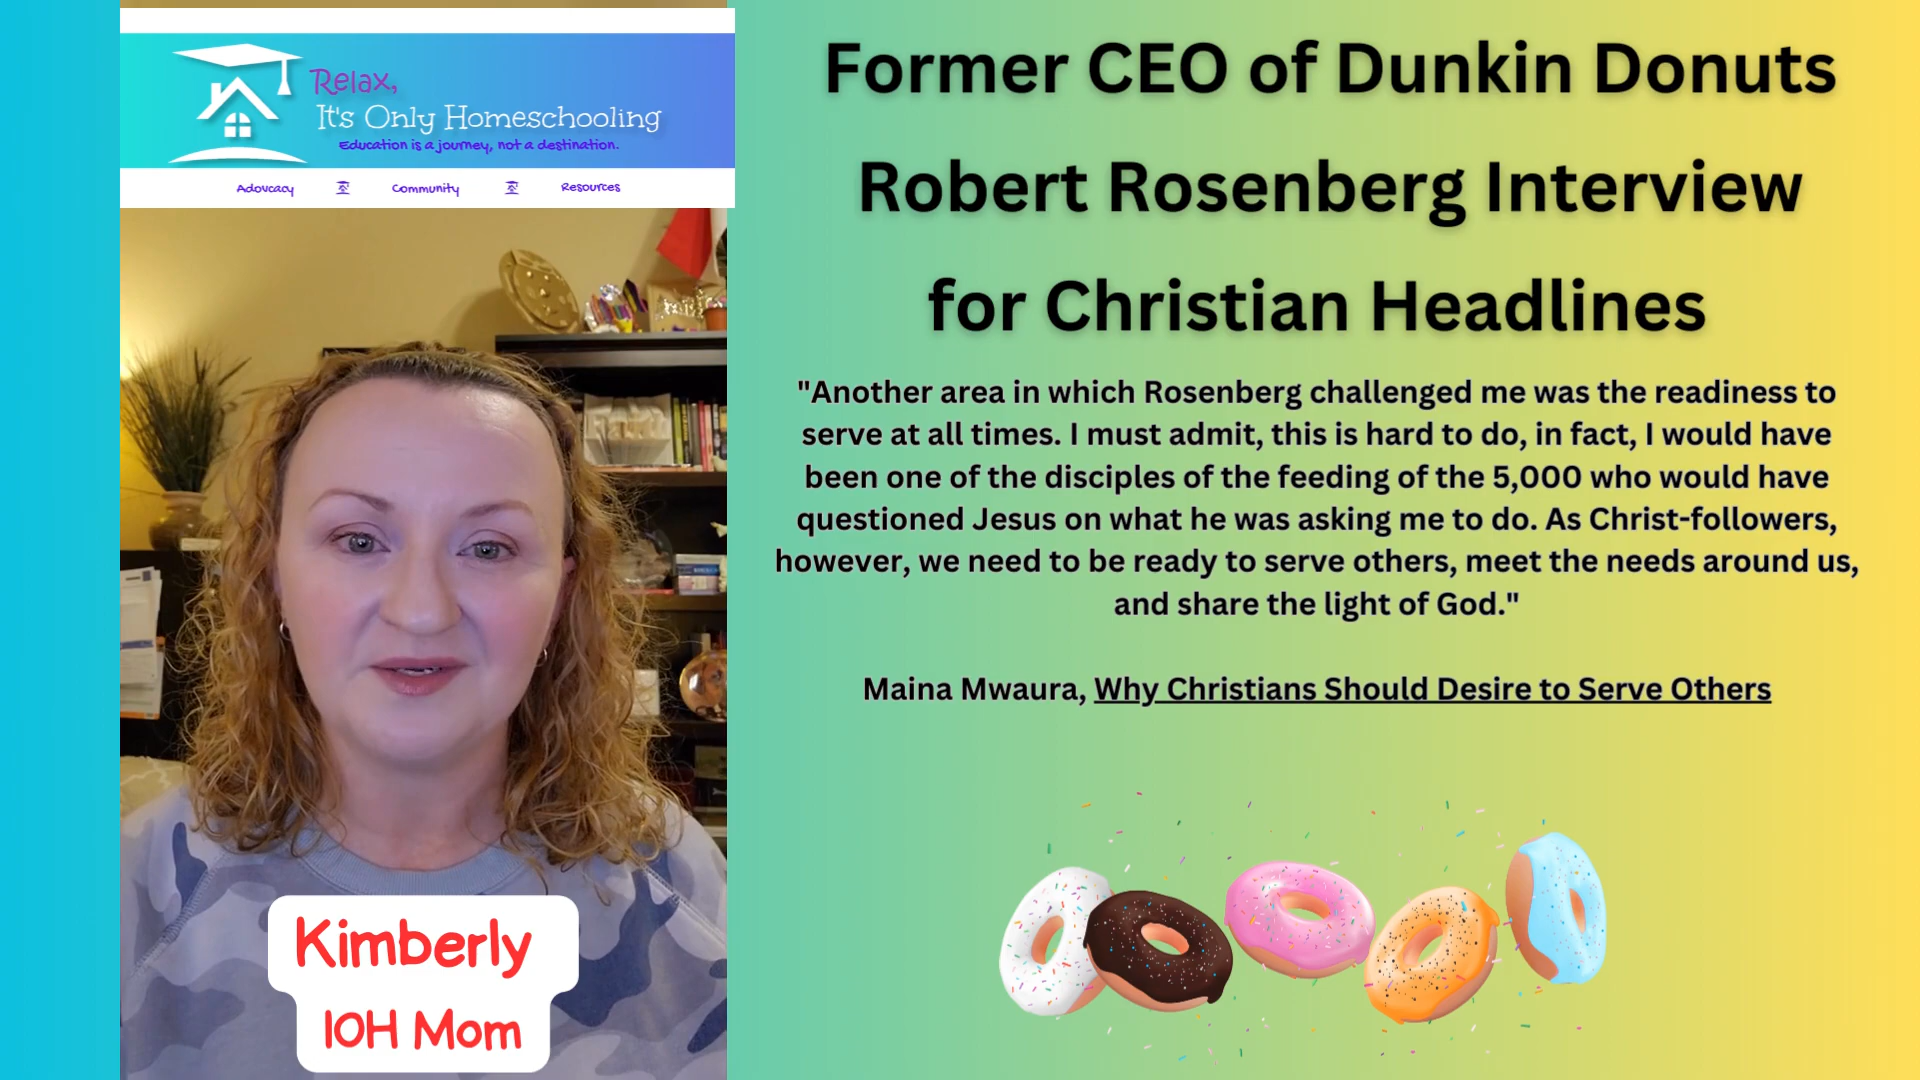 Relax,
It's Only Homeschooling
Education is a journey, not a destination.
Adovcacy
Community
Resources
Kimberly
IOH Mom
Former CEO of Dunkin Donuts
Robert Rosenberg Interview
for Christian Headlines
"Another area in which Rosenberg challenged me was the readiness to
serve at all times. I must admit, this is hard to do, in fact, I would have
been one of the disciples of the feeding of the 5,000 who would have
questioned Jesus on what he was asking me to do. As Christ-followers,
however, we need to be ready to serve others, meet the needs around us,
and share the light of God."
Maina Mwaura, Why Christians Should Desire to Serve Others